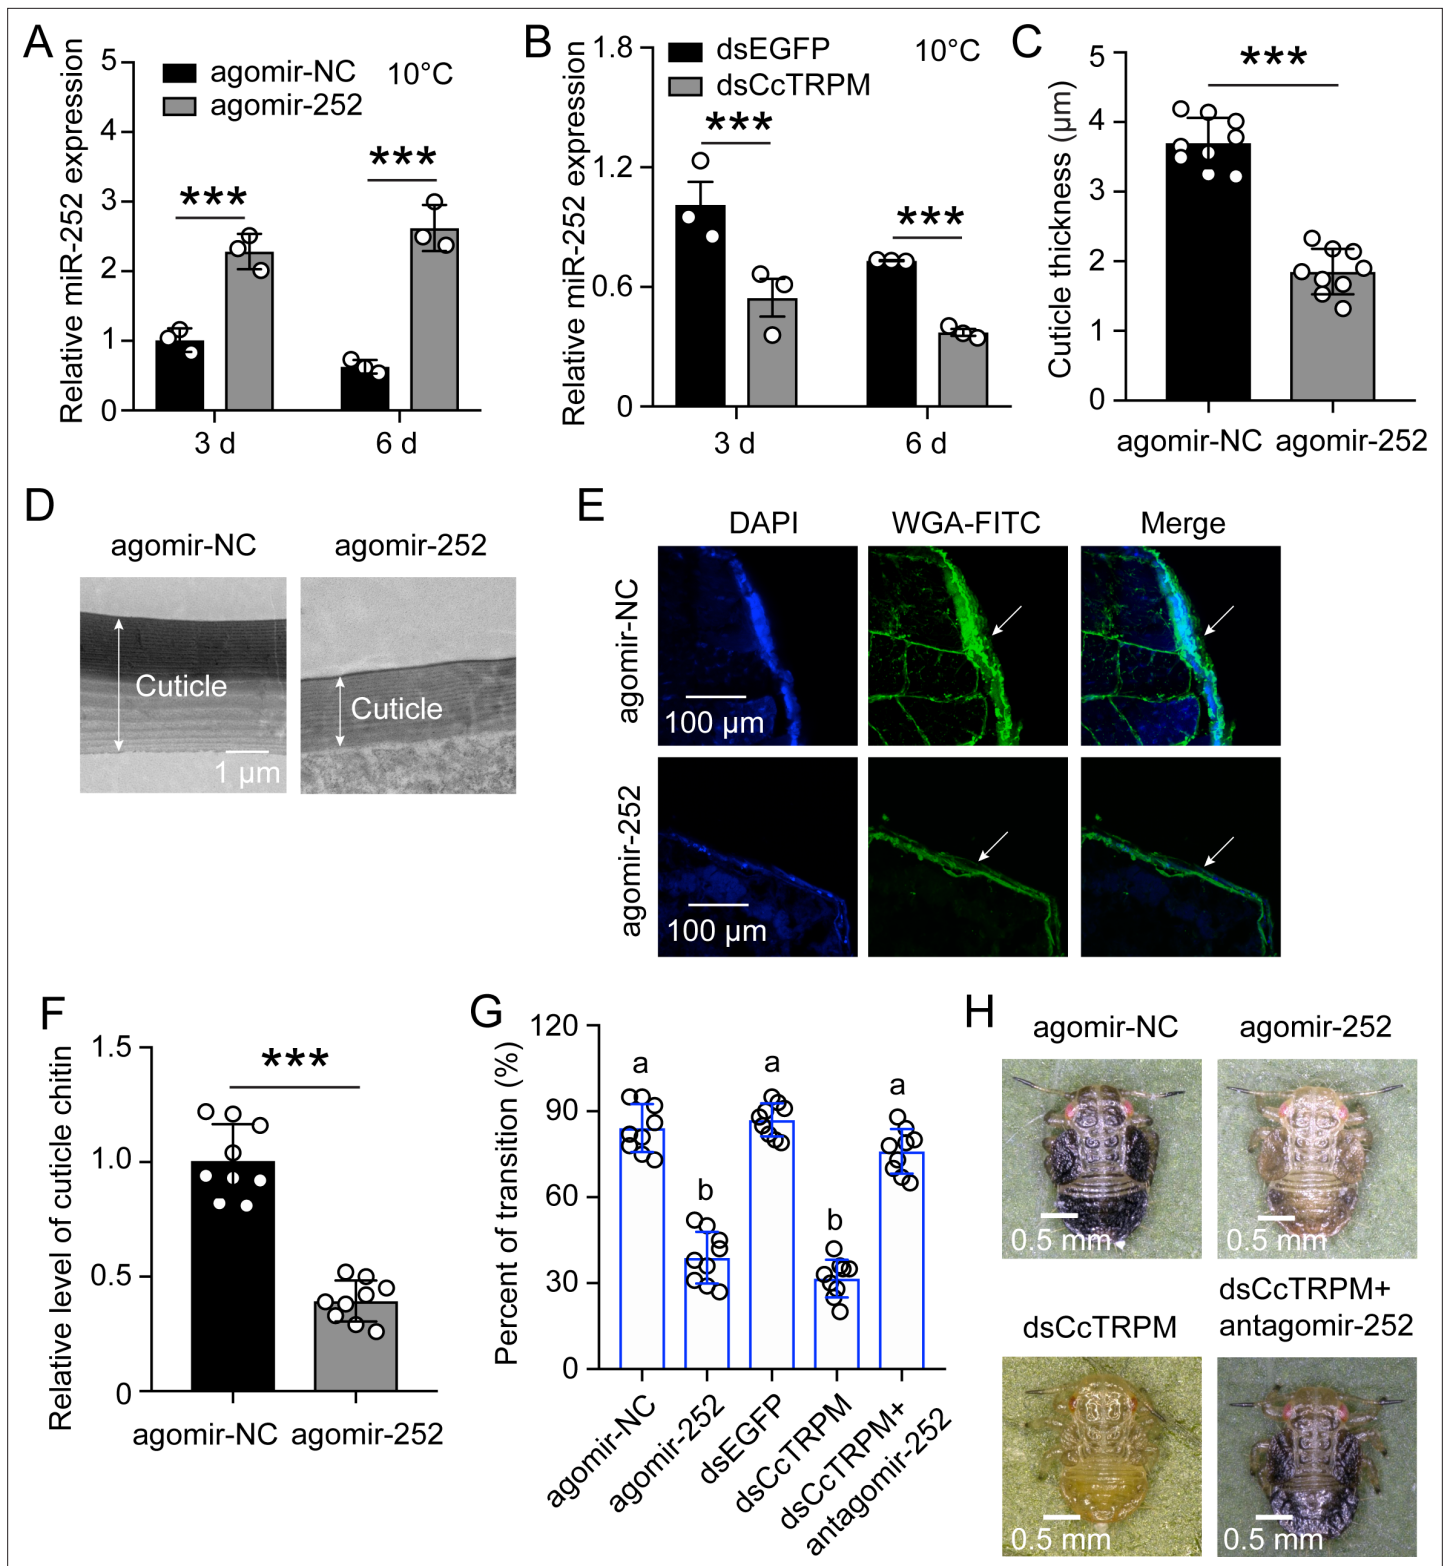 A
Relative miR-252 expression
5
4
3
2
1
0
agomir-NC
agomir-252
10°C
***
***
3 d
6 d
B
Relative miR-252 expression
1.8
1.2
0.6
0
dsEGFP
dsCcTRPM
10°C
***
***
3 d
6 d
C
Cuticle thickness (μm)
5
4
3
2
1
0
***
agomir-NC
agomir-252
D
agomir-NC
agomir-252
Cuticle
1 μm
Cuticle
E
DAPI
WGA-FITC
Merge
agomir-NC
100 μm
agomir-252
100 μm
F
Relative level of cuticle chitin
1.5
1.0
0.5
0
***
agomir-NC
agomir-252
G
Percent of transition (%)
120
90
60
30
0
a
b
a
b
a
agomir-NC
agomir-252
dsEGFP
dsCcTRPM
dsCcTRPM+
antagomir-252
H
agomir-NC
agomir-252
0.5 mm
0.5 mm
dsCcTRPM
dsCcTRPM+
antagomir-252
0.5 mm
0.5 mm